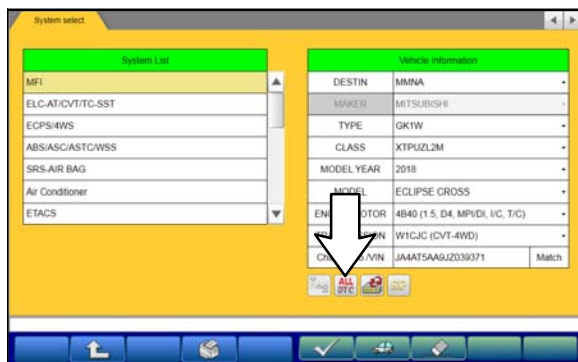 System select
System List
MFI
ELC-AT/CVT/TC-SST
ECPS/4WS
ABS/ASC/ASTC/WSS
SRS-AIR BAG
Air Conditioner
ETACS
Vehicle Information
DESTIN MMNA
MAKER MITSUBISHI
TYPE GK1W
CLASS XTPUZL2M
MODEL YEAR 2018
MODEL ECLIPSE CROSS
4B40 (1.5, D4, MPI/DI, I/C, T/C)
W1CJC (CVT-4WD)
/VIN JA4AT5AA9JZ039371 Match
ALL
DTC